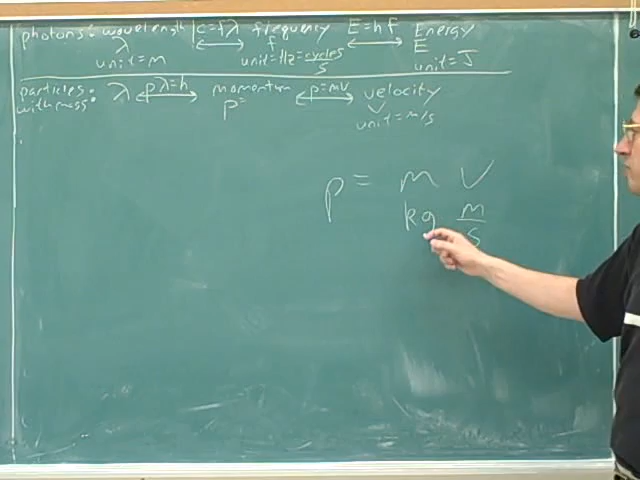 photons: wavelength c=fλ frequency E=hf Energy
λ f E
unit=m unit=Hz=cycles/s unit=J
particles with mass: λ pλ=h momentum p=mv velocity
p= v
unit=m/s
p = m v
kg m/s